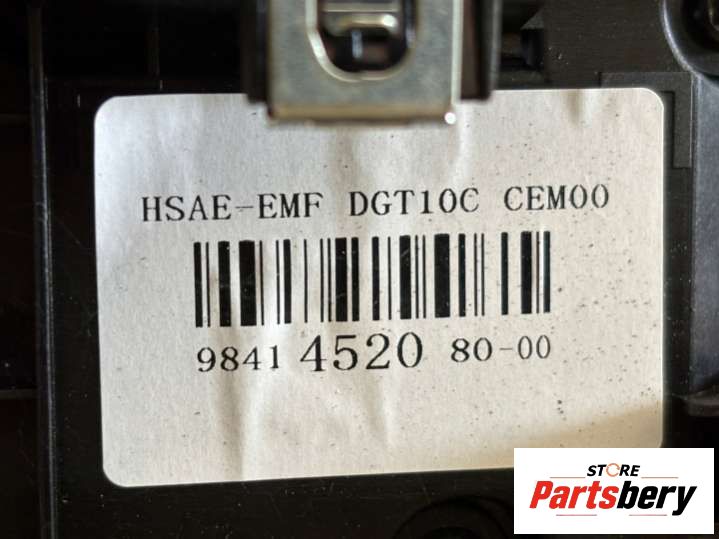 HSAE-EMF DGT10C CEM00
9841 4520 80-00
STORE
Partsbery